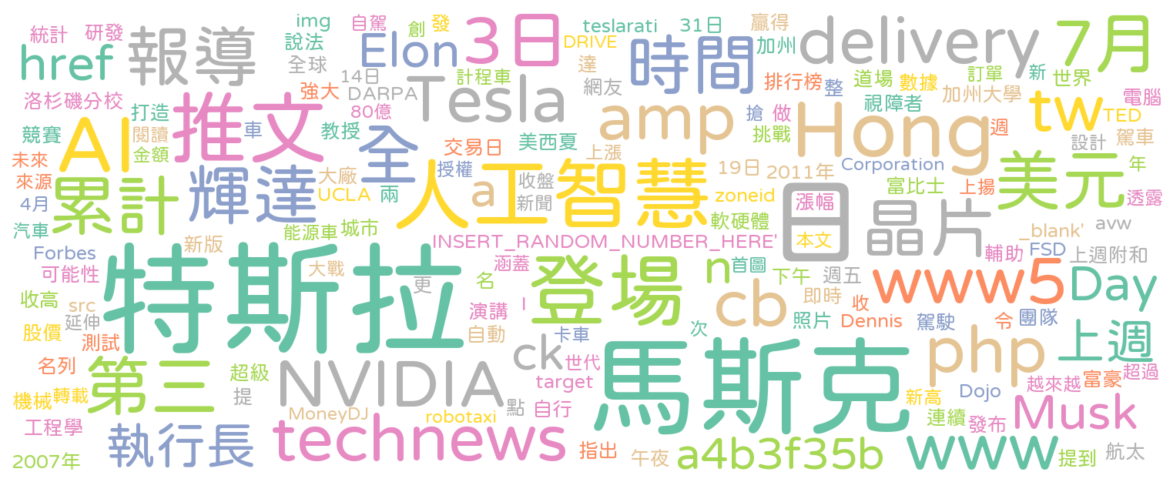 img 自駕 創 發 teslarati 31日 贏得
統計 研發 報導 說法 Elon 3日 DRIVE 時間 加州 delivery 7月
href 全球 達 網友 排行榜 整 道場 數據 訂單 新 世界
洛杉磯分校 14日 計程車 Tesla 強大 DARPA 視障者 加州大學 週 tw 電腦
打造 AI 推文 80億 全 amp 搶 做 Hong TED
競賽 閱讀 車 教授 交易日 美西夏 挑戰 設計 駕車
未來 金額 輝達 大廠 上漲 19日 2011年 Corporation 美元 年
來源 累計 UCLA 兩 授權 a 人工智慧 收盤 zoneid 日 漲幅 富比士 上揚 透露
4月 新聞 晶片 _blank' avw
汽車 能源車 城市 軟硬體 本文
Forbes 新版 INSERT_RANDOM_NUMBER_HERE' FSD 上週附和
可能性 特斯拉 大戰 更 涵蓋 名 登場 n 首圖 下午 週五 www5 輔助 Day
收高 src 演講 l cb 即時 收
股價 延伸 自動 卡車 次 照片 Dennis 駕駛 令 團隊
測試 ck 馬斯克 php 上週
名列 第三 超級 NVIDIA 世代 超過
機械 轉載 提 target Dojo 越來越 富豪
MoneyDJ robotaxi 點 自行 新高 連續 發布 Musk
工程學 執行長 technews 指出 午夜 a4b3f35b www 提到 航太
2007年